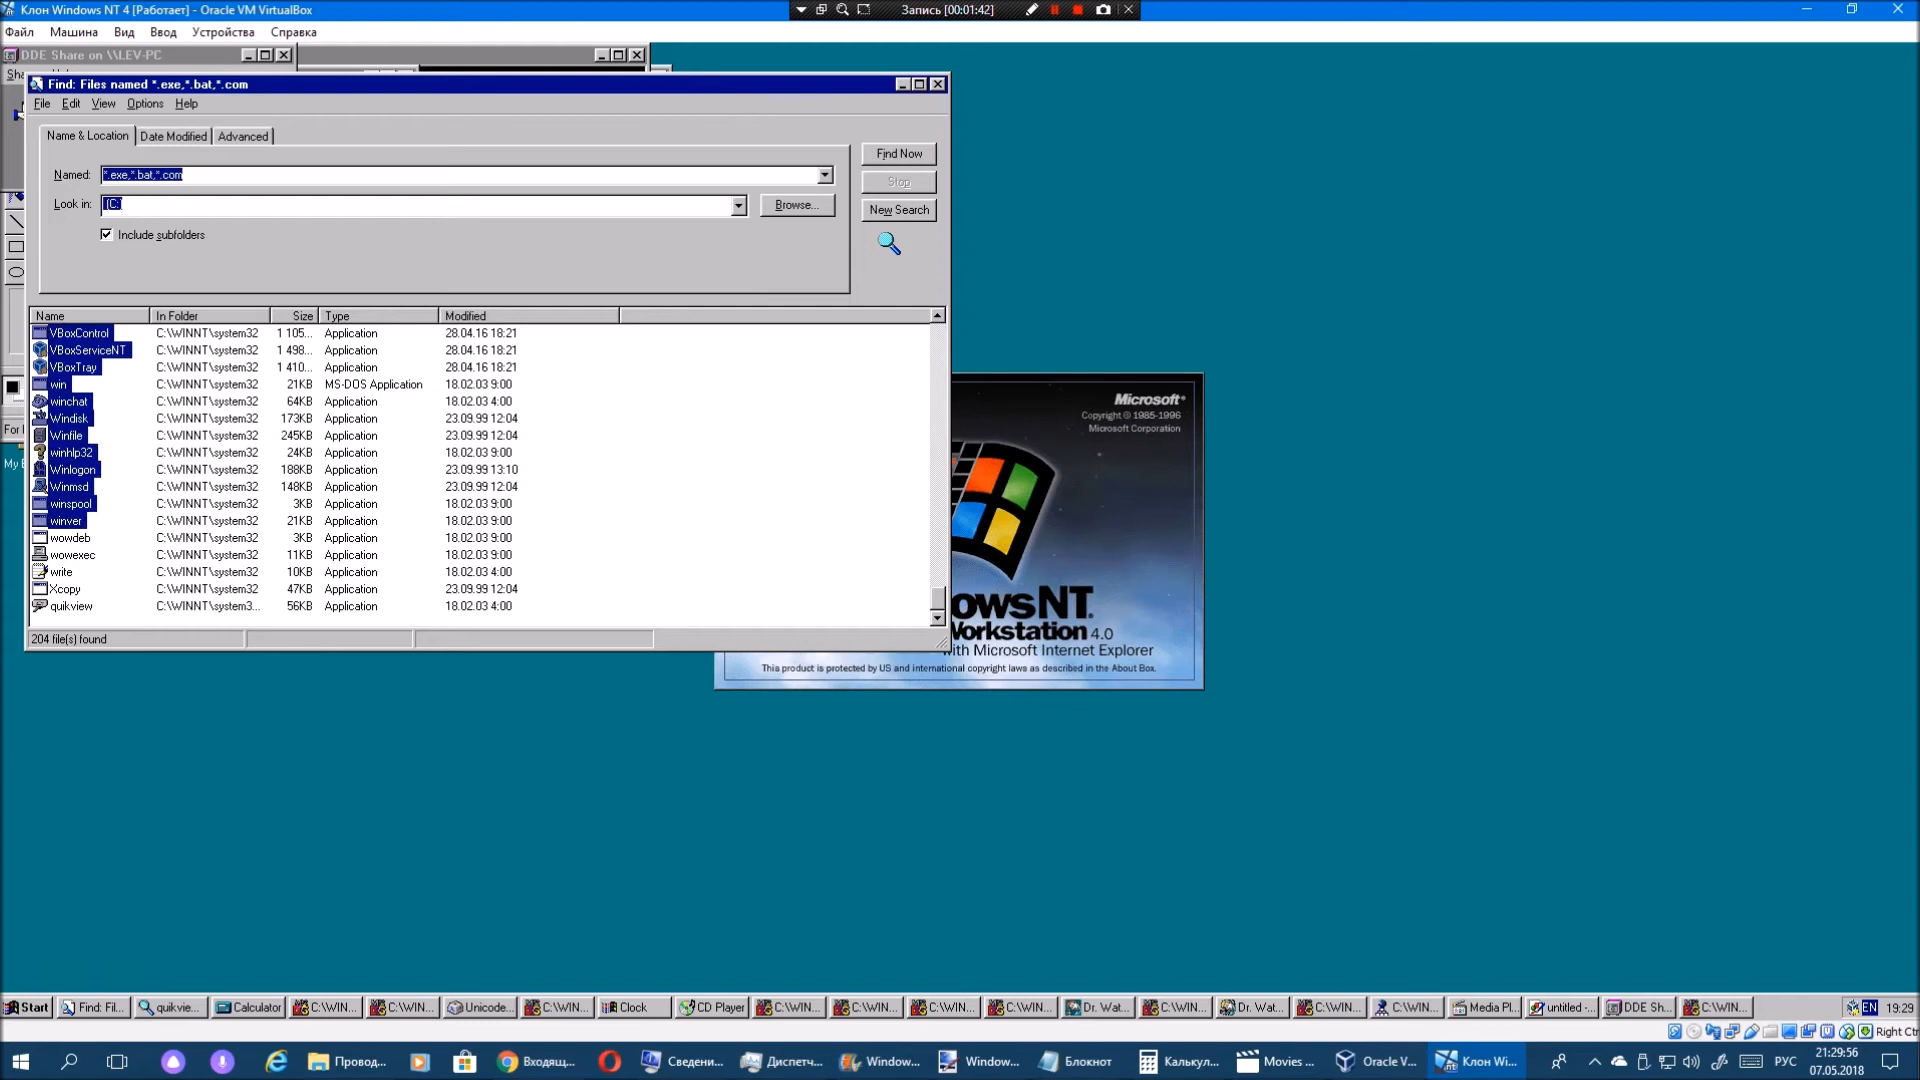 Клон Windows NT 4 [Работает] - Oracle VM VirtualBox
Запись [00:01:42]
Файл Машина Вид Ввод Устройства Справка
DDE Share on \\LEV-PC
Find: Files named *.exe,*.bat,*.com
File Edit View Options Help
Name & Location Date Modified Advanced
Named: *.exe,*.bat,*.com
Look in: (C:)
Browse...
Include subfolders
Find Now
Stop
New Search
Name In Folder Size Type Modified
VBoxControl C:\WINNT\system32 1 105... Application 28.04.16 18:21
VBoxServiceNT C:\WINNT\system32 1 498... Application 28.04.16 18:21
VBoxTray C:\WINNT\system32 1 410... Application 28.04.16 18:21
win C:\WINNT\system32 21KB MS-DOS Application 18.02.03 9:00
winchat C:\WINNT\system32 64KB Application 18.02.03 4:00
Windisk C:\WINNT\system32 173KB Application 23.09.99 12:04
Winfile C:\WINNT\system32 245KB Application 23.09.99 12:04
winhlp32 C:\WINNT\system32 24KB Application 18.02.03 9:00
Winlogon C:\WINNT\system32 188KB Application 23.09.99 13:10
Winmsd C:\WINNT\system32 148KB Application 23.09.99 12:04
winspool C:\WINNT\system32 3KB Application 18.02.03 9:00
winver C:\WINNT\system32 21KB Application 18.02.03 9:00
wowdeb C:\WINNT\system32 3KB Application 18.02.03 9:00
wowexec C:\WINNT\system32 11KB Application 18.02.03 9:00
write C:\WINNT\system32 10KB Application 18.02.03 4:00
Xcopy C:\WINNT\system32 47KB Application 23.09.99 12:04
quikview C:\WINNT\system3... 56KB Application 18.02.03 4:00
204 file(s) found
Microsoft
Copyright © 1985-1996
Microsoft Corporation
owsNT
Workstation 4.0
with Microsoft Internet Explorer
This product is protected by US and international copyright laws as described in the About Box.
Start Find: Fil... quikvie... Calculator C:\WIN... C:\WIN... Unicode... C:\WIN... Clock CD Player C:\WIN... C:\WIN... C:\WIN... C:\WIN... Dr. Wat... C:\WIN... Dr. Wat... C:\WIN... C:\WIN... Media Pl... untitled -... DDE Sh... C:\WIN... EN 19:29
Right Ctrl
Провод... Входящ... Сведени... Диспетч... Window... Window... Блокнот Калькул... Movies ... Oracle V... Клон Wi... РУС 21:29:56
07.05.2018